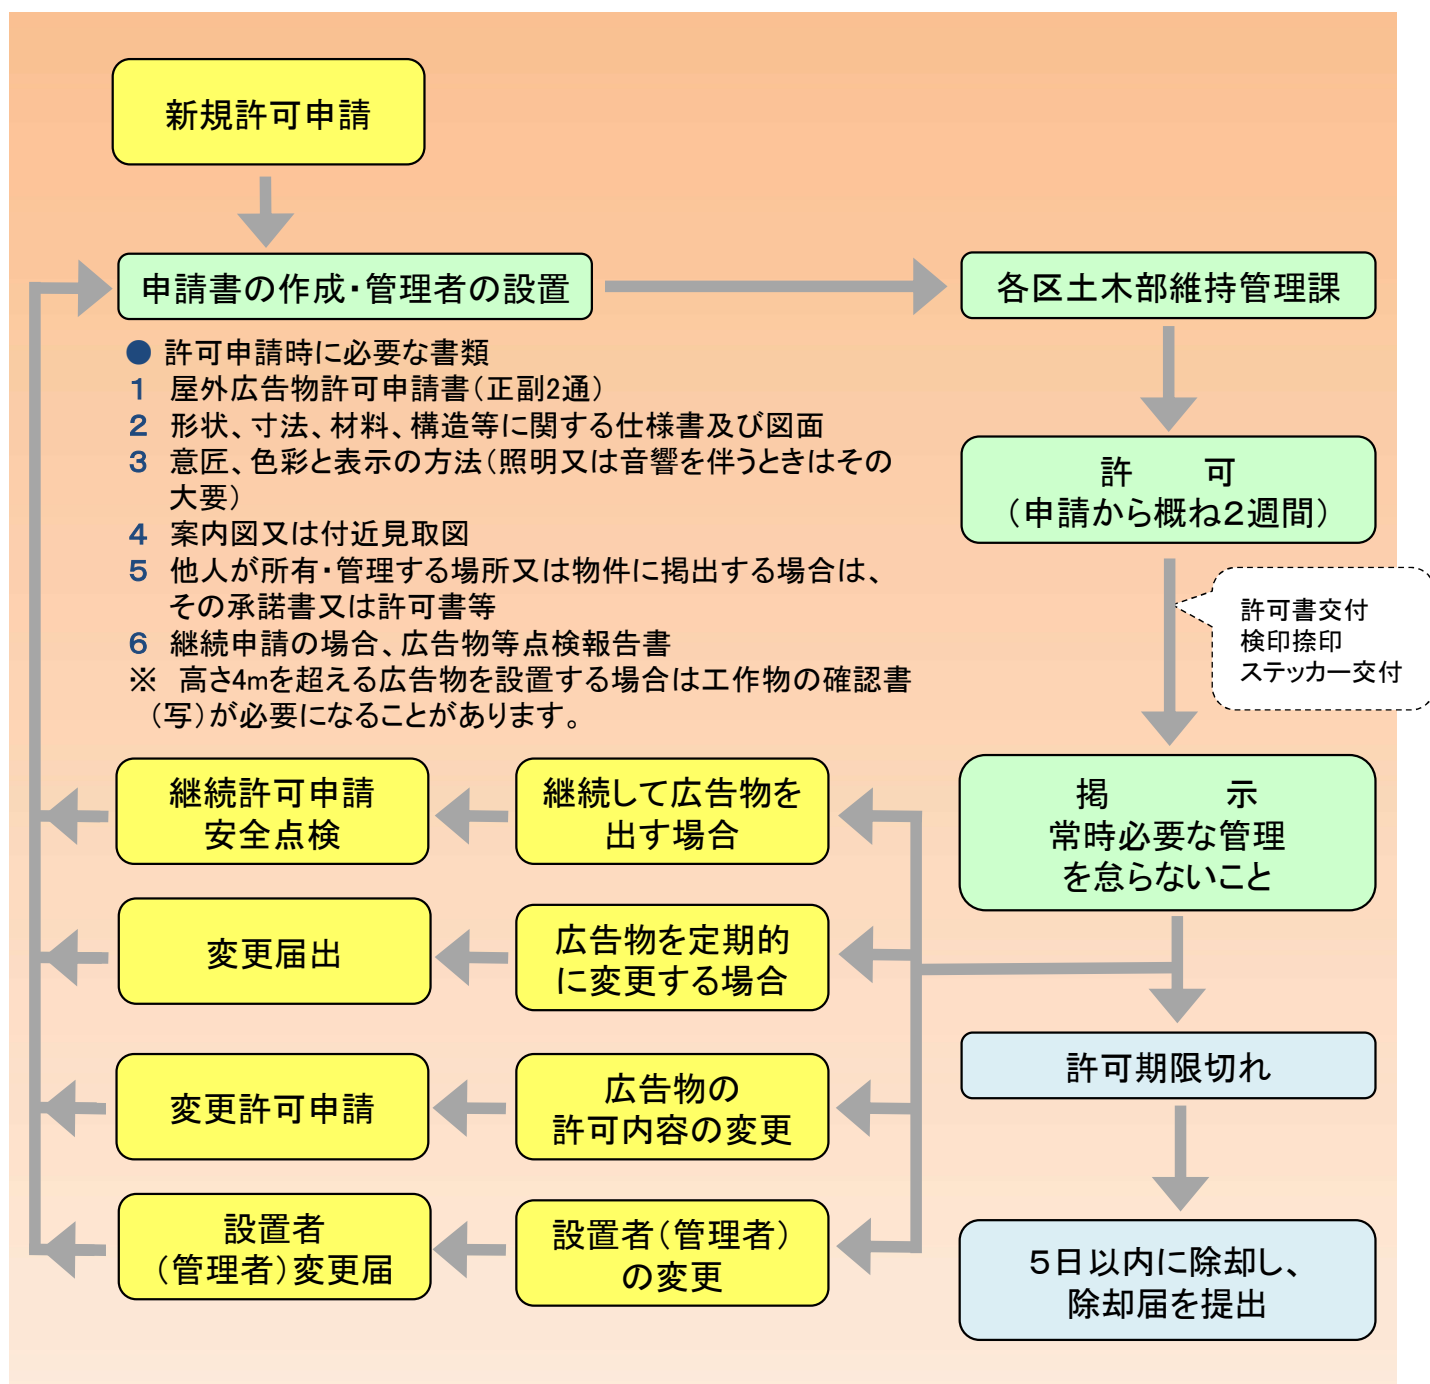 新規許可申請
申請書の作成・管理者の設置
各区土木部維持管理課
● 許可申請時に必要な書類
1 屋外広告物許可申請書（正副2通）
2 形状、寸法、材料、構造等に関する仕様書及び図面
3 意匠、色彩と表示の方法（照明又は音響を伴うときはその
大要）
4 案内図又は付近見取図
5 他人が所有・管理する場所又は物件に掲出する場合は、
その承諾書又は許可書等
6 継続申請の場合、広告物等点検報告書
※ 高さ4mを超える広告物を設置する場合は工作物の確認書
（写）が必要になることがあります。
許 可
（申請から概ね２週間）
許可書交付
検印捺印
ステッカー交付
掲 示
常時必要な管理
を怠らないこと
継続して広告物を
出す場合
継続許可申請
安全点検
広告物を定期的
に変更する場合
変更届出
広告物の
許可内容の変更
変更許可申請
設置者（管理者）
の変更
設置者
（管理者）変更届
許可期限切れ
５日以内に除却し、
除却届を提出